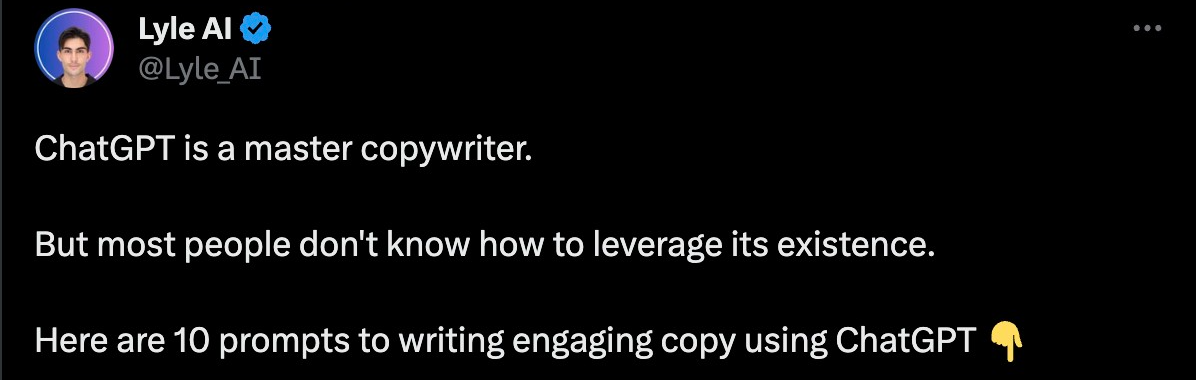 Lyle AI
@Lyle_AI
ChatGPT is a master copywriter.
But most people don't know how to leverage its existence.
Here are 10 prompts to writing engaging copy using ChatGPT 👇